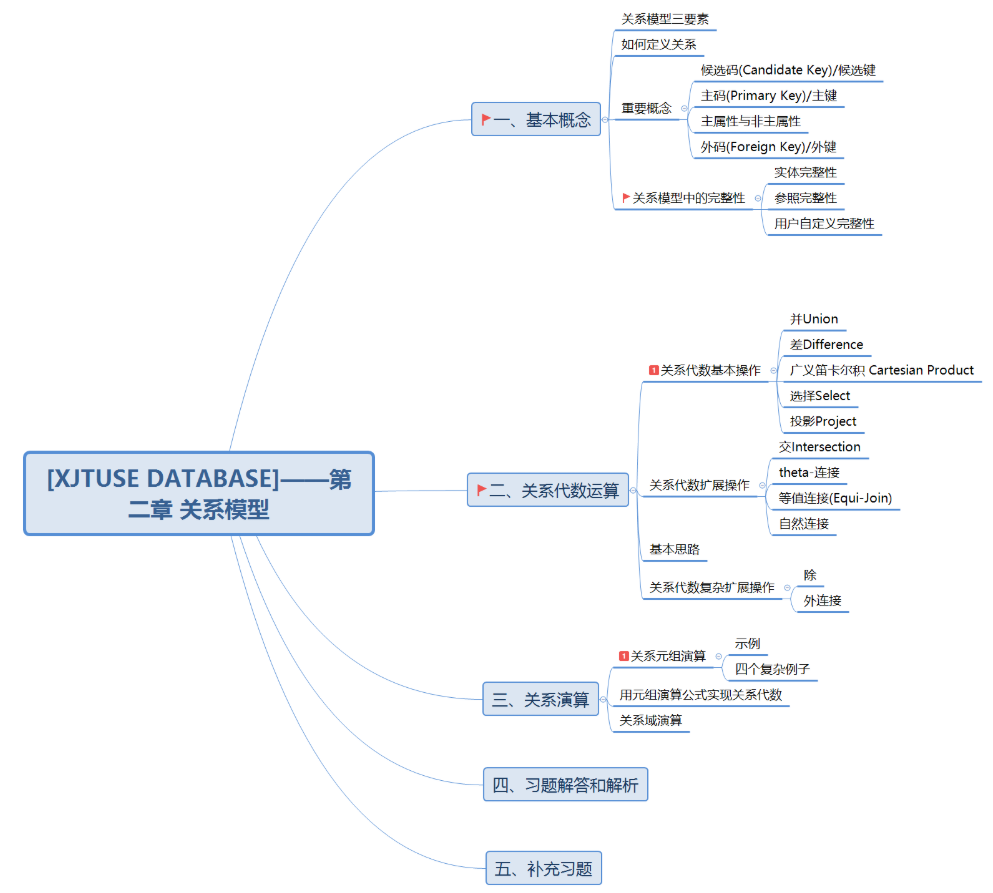 [XJTUSE DATABASE]——第
二章 关系模型
一、基本概念
关系模型三要素
如何定义关系
重要概念
候选码(Candidate Key)/候选键
主码(Primary Key)/主键
主属性与非主属性
外码(Foreign Key)/外键
关系模型中的完整性
实体完整性
参照完整性
用户自定义完整性
二、关系代数运算
1 关系代数基本操作
并Union
差Difference
广义笛卡尔积 Cartesian Product
选择Select
投影Project
关系代数扩展操作
交Intersection
theta-连接
等值连接(Equi-Join)
自然连接
基本思路
关系代数复杂扩展操作
除
外连接
三、关系演算
1 关系元组演算
示例
四个复杂例子
用元组演算公式实现关系代数
关系域演算
四、习题解答和解析
五、补充习题